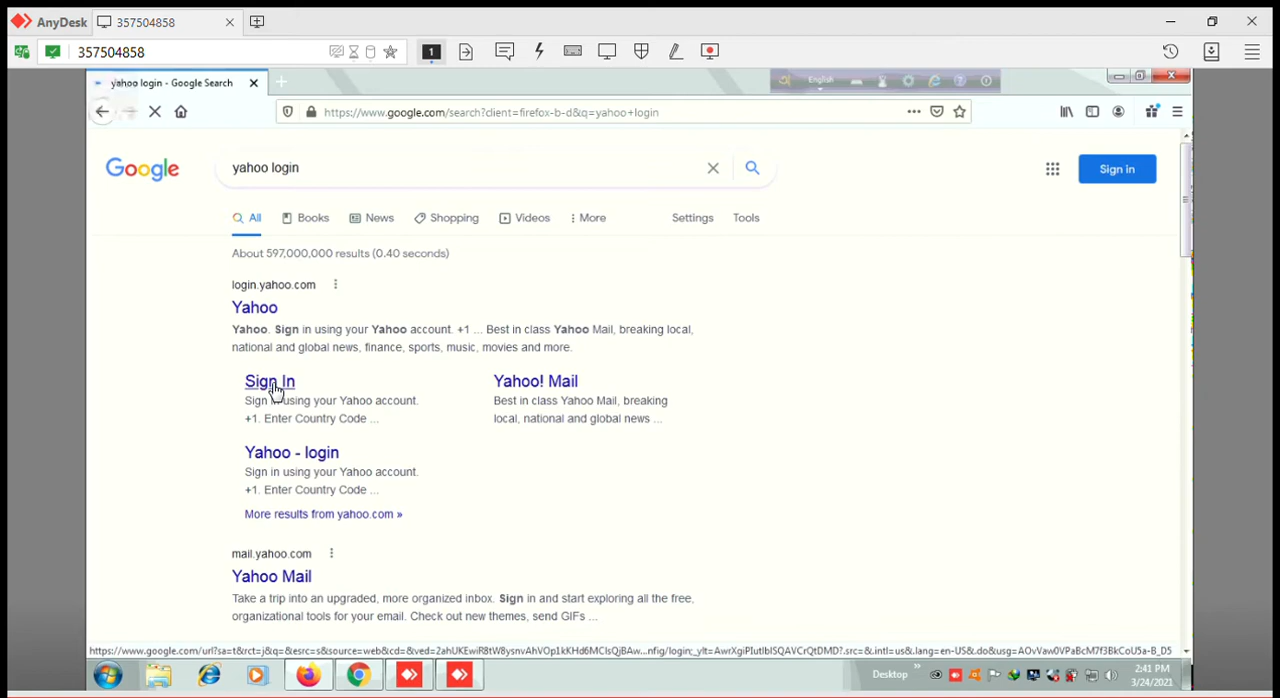 AnyDesk 357504858
357504858 1
yahoo login - Google Search English
https://www.google.com/search?client=firefox-b-d&q=yahoo+login
Google yahoo login Sign in
All Books News Shopping Videos More Settings Tools
About 597,000,000 results (0.40 seconds)
login.yahoo.com
Yahoo
Yahoo. Sign in using your Yahoo account. +1 ... Best in class Yahoo Mail, breaking local,
national and global news, finance, sports, music, movies and more.
Sign In
Sign in using your Yahoo account.
+1. Enter Country Code ...
Yahoo! Mail
Best in class Yahoo Mail, breaking
local, national and global news ...
Yahoo - login
Sign in using your Yahoo account.
+1. Enter Country Code ...
More results from yahoo.com »
mail.yahoo.com
Yahoo Mail
Take a trip into an upgraded, more organized inbox. Sign in and start exploring all the free,
organizational tools for your email. Check out new themes, send GIFs ...
Desktop » 2:41 PM
3/24/2021